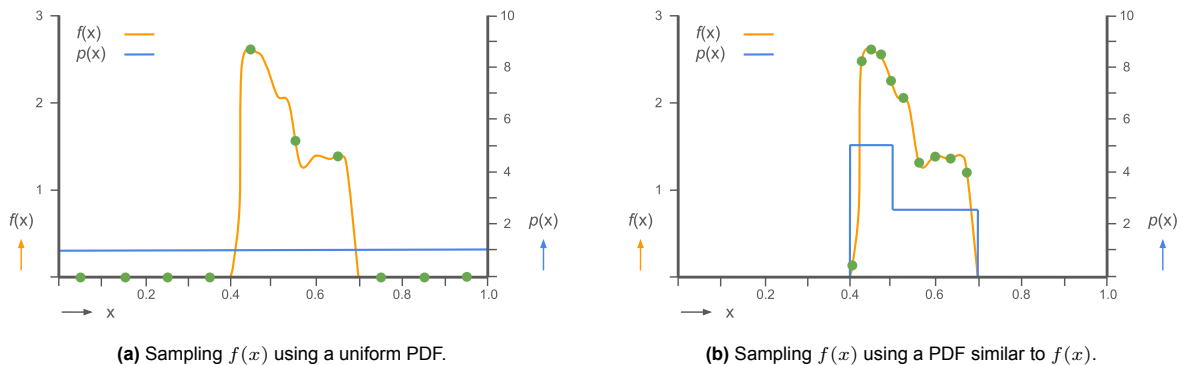 3
2
1
f(x)
p(x)
10
8
6
4
2
f(x)
p(x)
0.2
0.4
0.6
0.8
1.0
x
(a) Sampling f(x) using a uniform PDF.
3
2
1
f(x)
p(x)
10
8
6
4
2
f(x)
p(x)
0.2
0.4
0.6
0.8
1.0
x
(b) Sampling f(x) using a PDF similar to f(x).